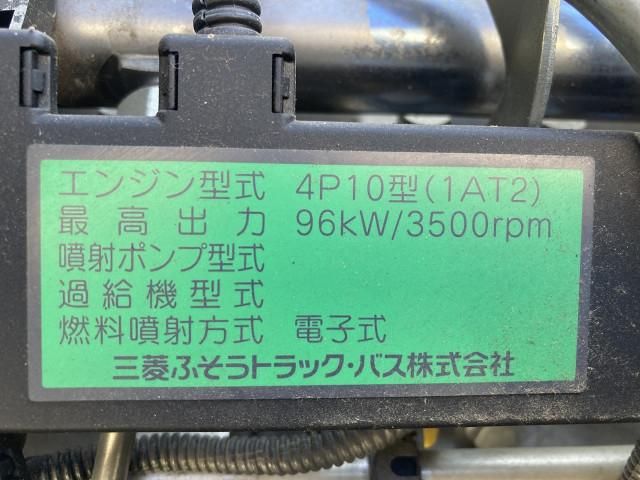 エンジン型式 4P10型(1AT2)
最高出力 96kW/3500rpm
噴射ポンプ型式
過給機型式
燃料噴射方式 電子式
三菱ふそうトラック・バス株式会社